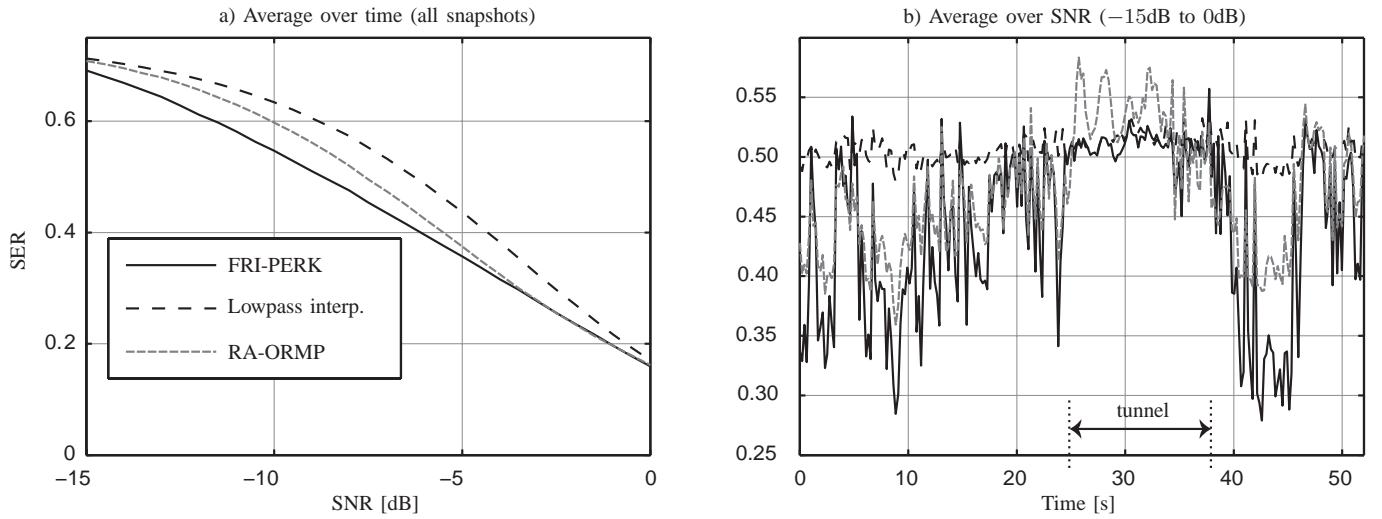 a) Average over time (all snapshots)
SER
0.6
0.4
0.2
0
−15
−10
−5
0
SNR [dB]
FRI-PERK
Lowpass interp.
RA-ORMP
b) Average over SNR (−15dB to 0dB)
0.55
0.50
0.45
0.40
0.35
0.30
0.25
tunnel
0
10
20
30
40
50
Time [s]